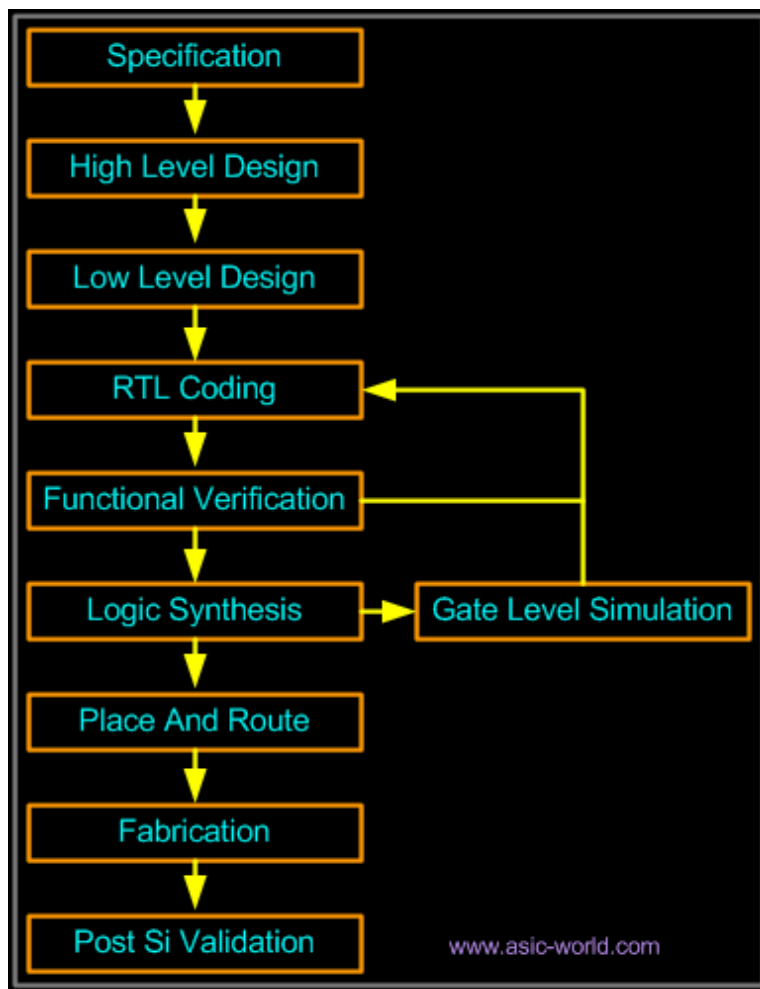 Specification
High Level Design
Low Level Design
RTL Coding
Functional Verification
Logic Synthesis
Gate Level Simulation
Place And Route
Fabrication
Post Si Validation
www.asic-world.com